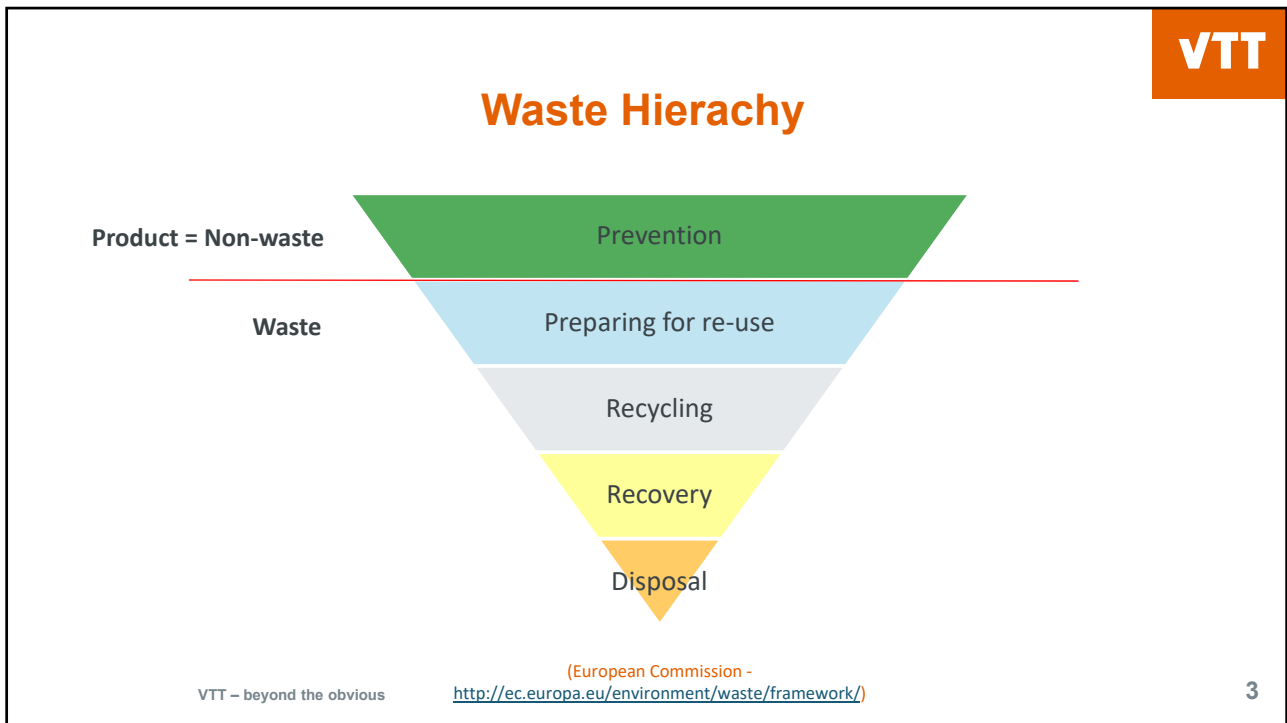 VTT
Waste Hierachy
Product = Non-waste
Prevention
Waste
Preparing for re-use
Recycling
Recovery
Disposal
(European Commission -
http://ec.europa.eu/environment/waste/framework/)
VTT – beyond the obvious
3